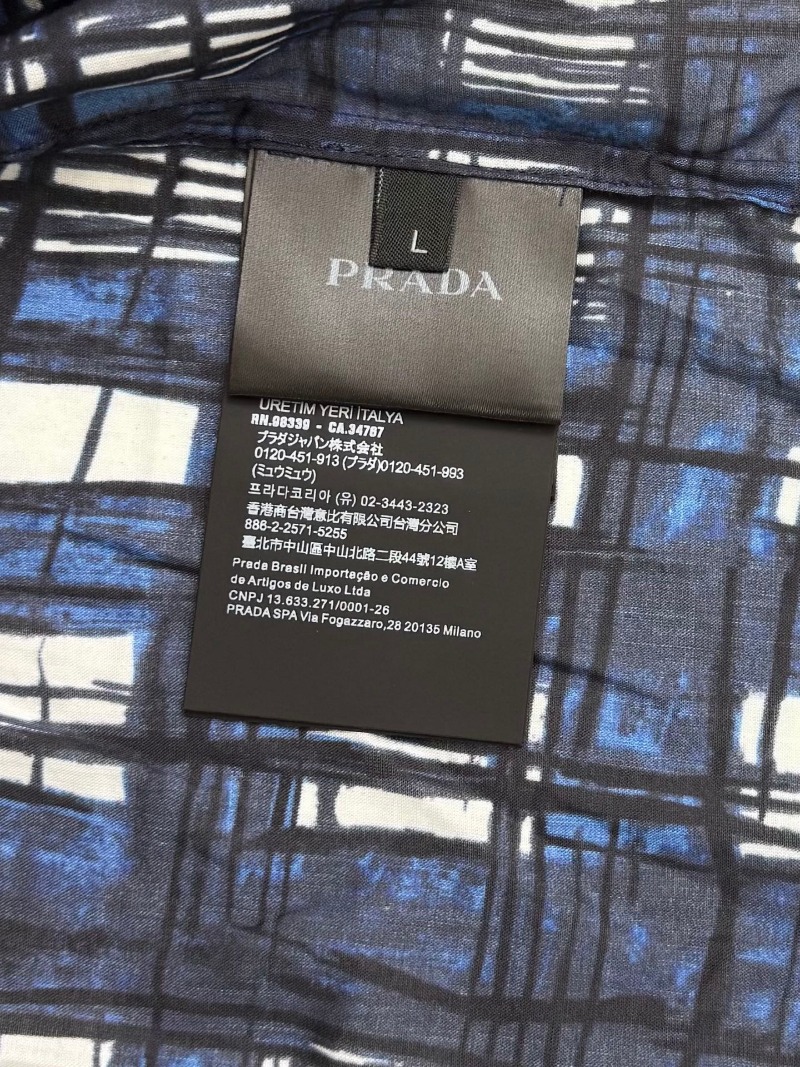 L
PRADA
URETIM YERI ITALYA
RN.98339 - CA.34787
プラダジャパン株式会社
0120-451-913 (プラダ)0120-451-993
(ミュウミュウ)
프라다코리아 (유) 02-3443-2323
香港商台灣意比有限公司台灣分公司
886-2-2571-5255
臺北市中山區中山北路二段44號12樓A室
Prada Brasil Importação e Comercio
de Artigos de Luxo Ltda
CNPJ 13.633.271/0001-26
PRADA SPA Via Fogazzaro,28 20135 Milano